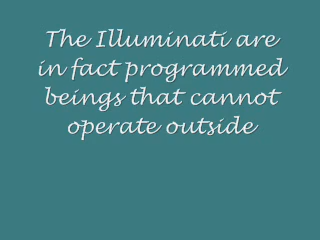 The Illuminati are
in fact programmed
beings that cannot
operate outside